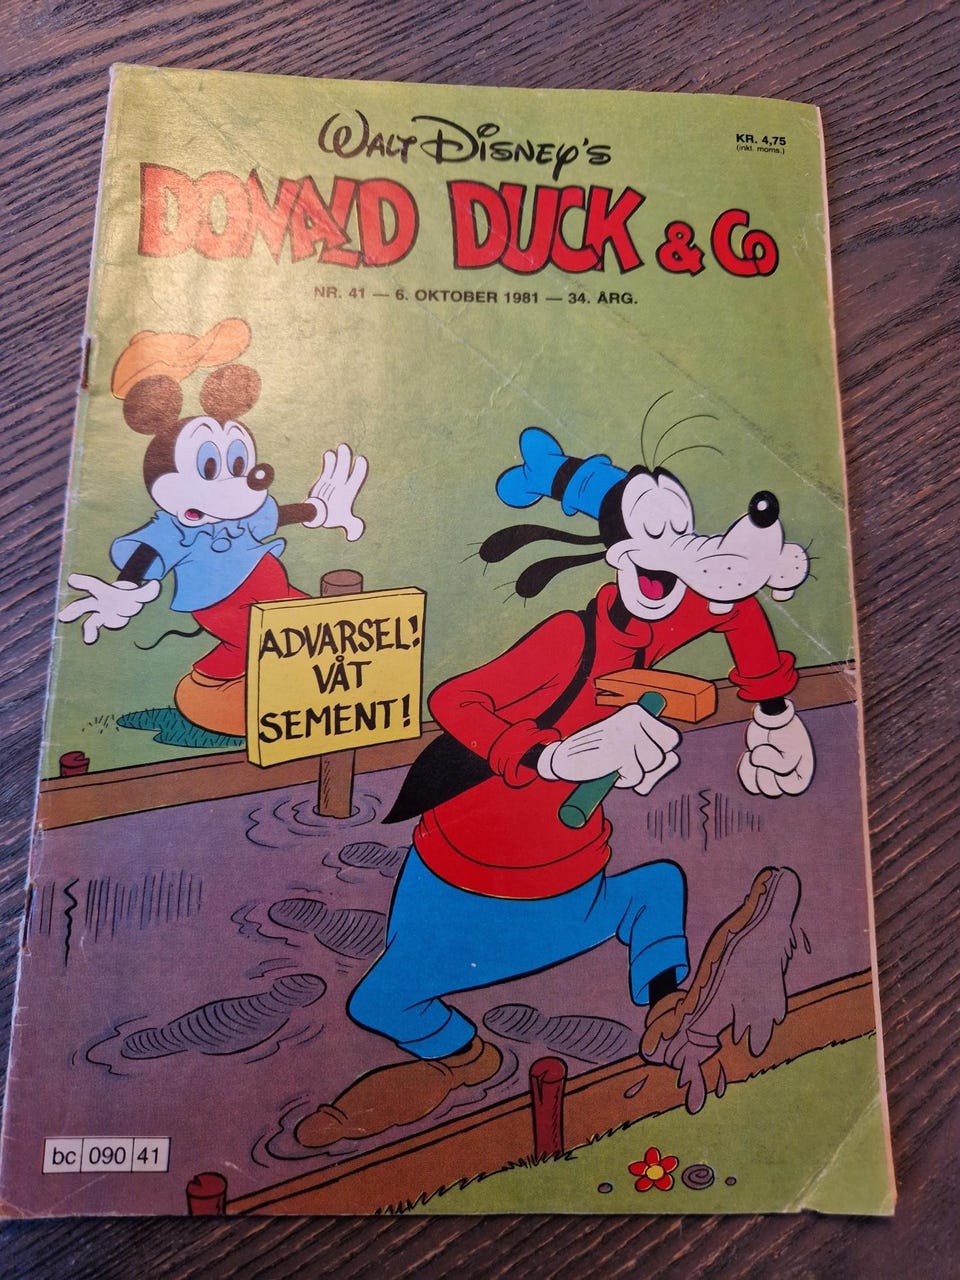 WALT DISNEY'S
KR. 4,75
(inkl. moms.)
DONALD DUCK & Co
NR. 41 — 6. OKTOBER 1981 — 34. ÅRG.
ADVARSEL!
VÅT
SEMENT!
bc 090 41